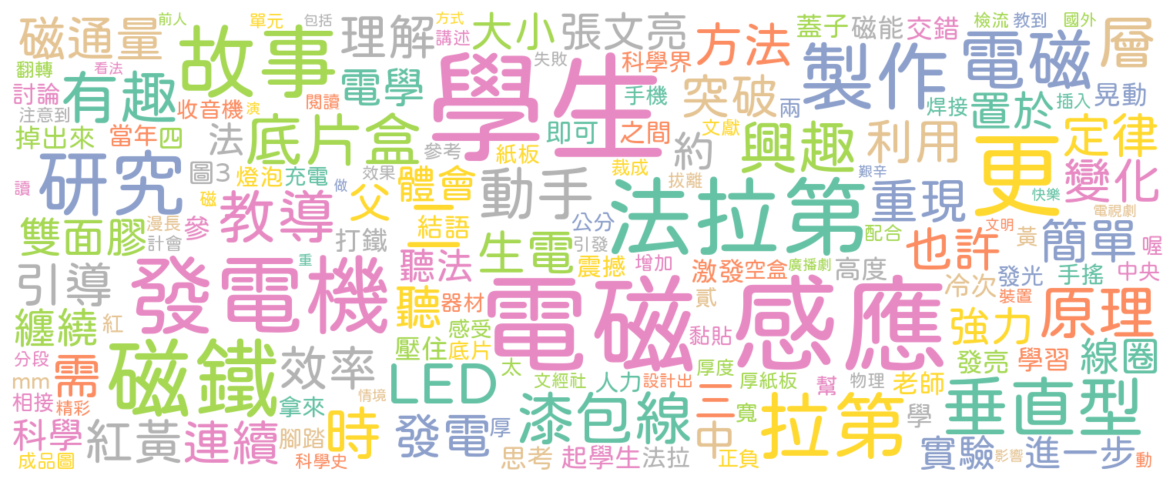 磁通量 前人 故事 單元 包括 理解 方式 講述 大小 張文亮 失敗 科學界 方法 蓋子 磁能 交錯 檢流 教到 國外 層
翻轉 看法 有趣 討論 收音機 演 閱讀 電學 學生 手機 突破 兩 製作 電磁 焊接 置於 插入 晃動
注意到 掉出來 當年 四 法 底片盒 即可 之間 文獻 興趣 利用 定律
研究 圖3 燈泡 充電 效果 參考 紙板 裁成 約 更 變化
讀 磁 教導 做 父 體會 動手 拔離 艱辛 重現 快樂 電視劇
雙面膠 漫長 計會 參 打鐵 二 結語 生電 公分 引發 法拉第 配合 也許 文明 黃 簡單 喔
引導 發電機 重 聽法 震撼 增加 激發 空盒 廣播劇 高度 冷次 發光 手搖 中央
纏繞 紅 聽 器材 電磁感應 貳 裝置 原理
分段 磁鐵 效率 感受 壓住 底片 黏貼 強力 線圈
mm 需 LED 太 文經社 人力 設計出 厚度 厚紙板 幫 物理 老師 發亮 學習
相接 精彩 拿來 情境 時 漆包線 三 寬 拉第 學 垂直型
科學 紅黃 連續 腳踏 發電 厚 中
成品圖 科學史 思考 起學生 法拉 正負 實驗 影響 進一步 動